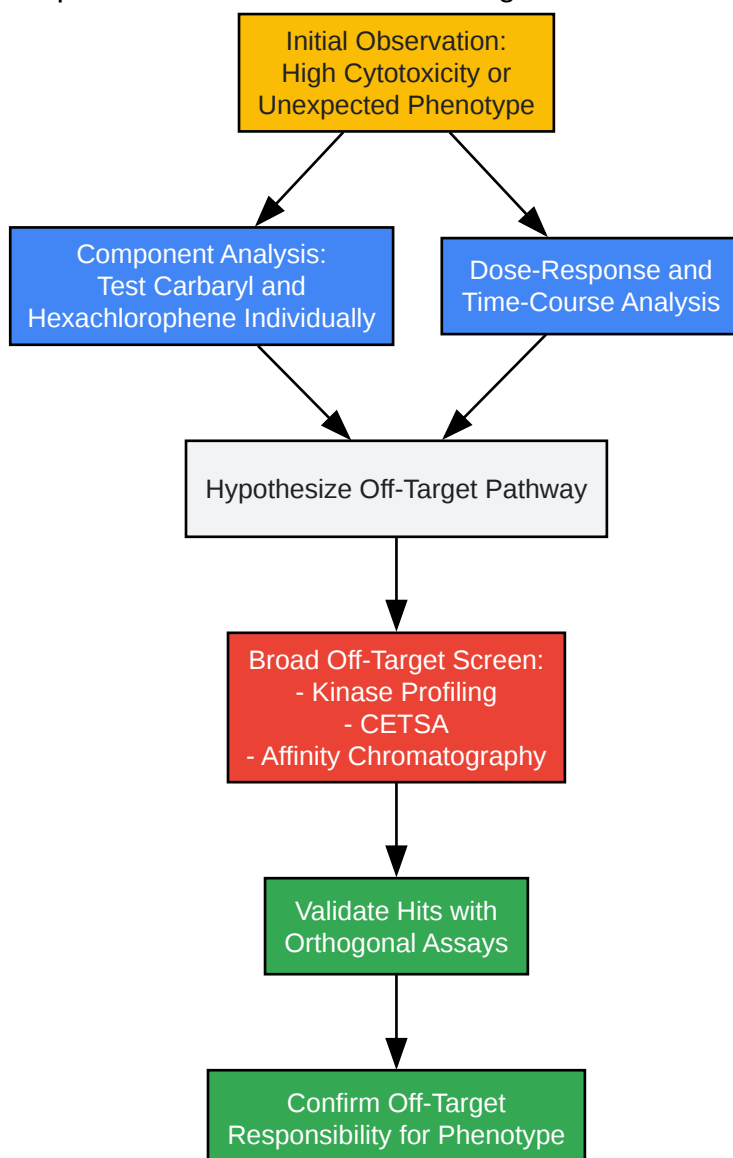 Initial Observation:
High Cytotoxicity or
Unexpected Phenotype
Component Analysis:
Test Carbaryl and
Hexachlorophene Individually
Dose-Response and
Time-Course Analysis
Hypothesize Off-Target Pathway
Broad Off-Target Screen:
- Kinase Profiling
- CETSA
- Affinity Chromatography
Validate Hits with
Orthogonal Assays
Confirm Off-Target
Responsibility for Phenotype